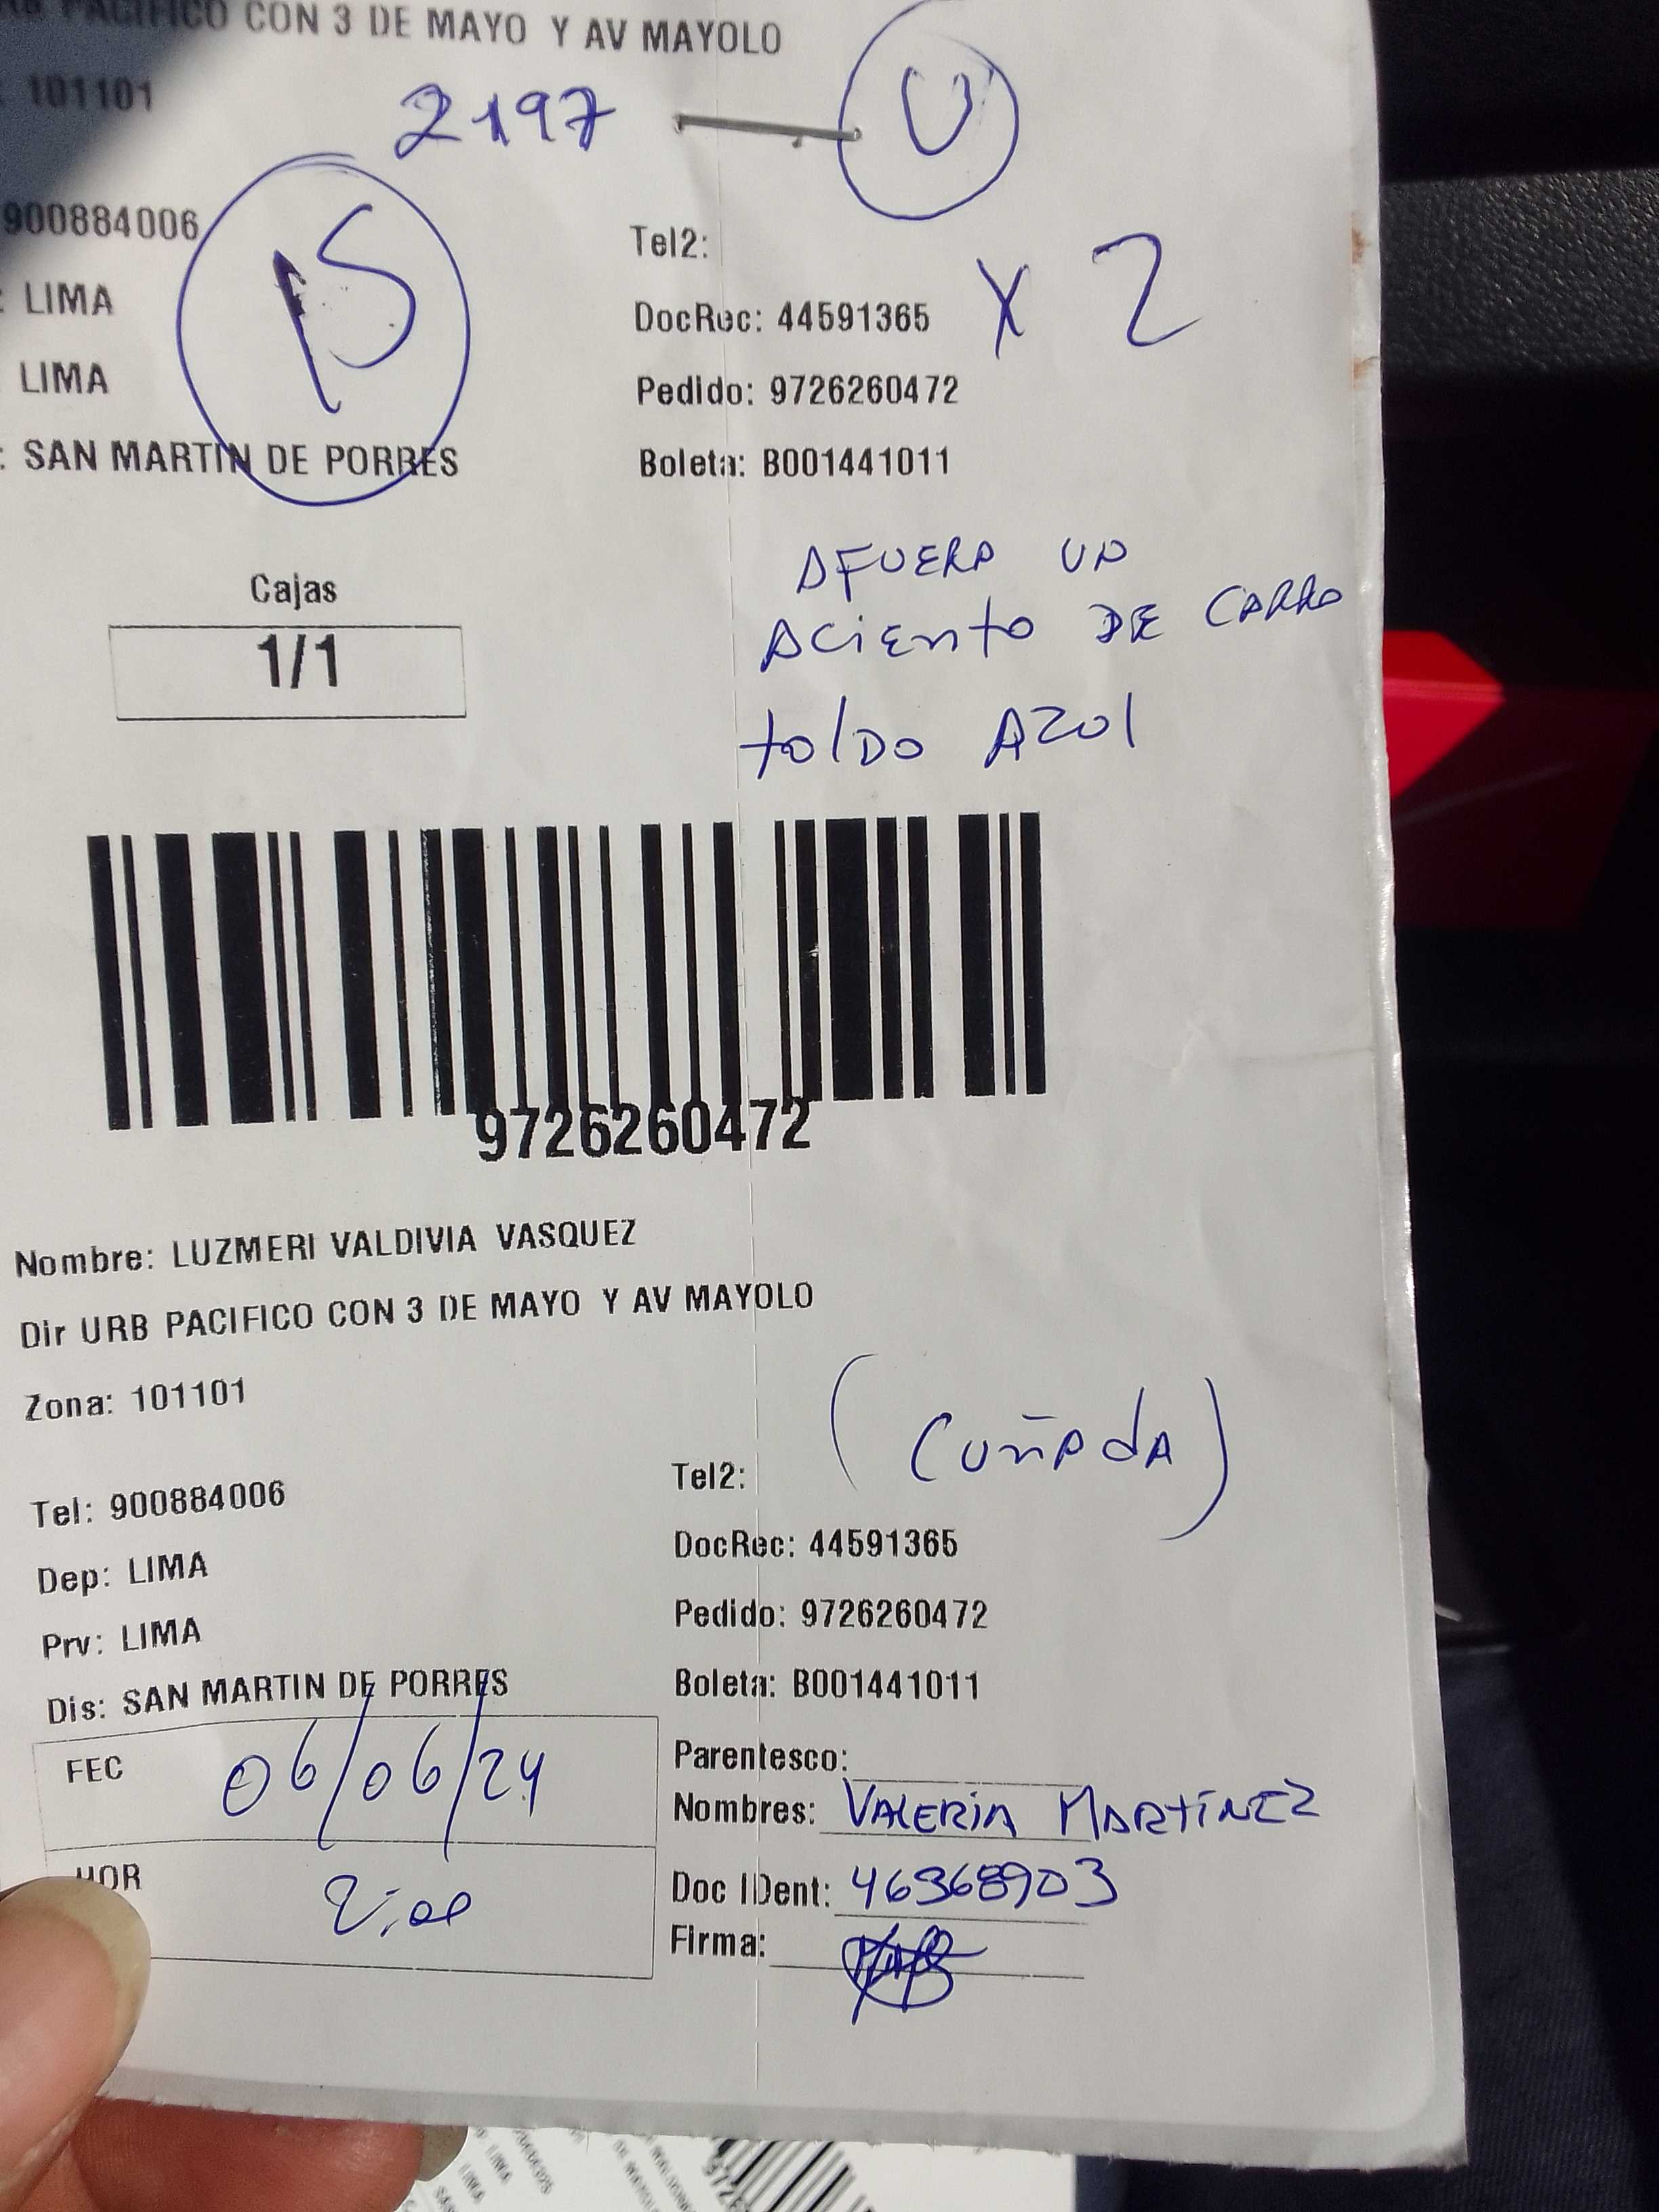 PACIFICO CON 3 DE MAYO Y AV MAYOLO
101101
2197
U
900884006
Tel2:
: LIMA
15
DocRec: 44591365
X 2
LIMA
Pedido: 9726260472
: SAN MARTIN DE PORRES
Boleta: B001441011
AFUERA UN
Cajas
ACiento DE CARRO
1/1
tolDO AZUl
9726260472
Nombre: LUZMERI VALDIVIA VASQUEZ
Dir URB PACIFICO CON 3 DE MAYO Y AV MAYOLO
Zona: 101101
(CUÑAdA)
Tel: 900884006
Tel2:
Dep: LIMA
DocRec: 44591365
Prv: LIMA
Pedido: 9726260472
Dis: SAN MARTIN DE PORRES
Boleta: B001441011
FEC 06/06/24
Parentesco:
Nombres: VALERIA MARTÍNEZ
HOR
Doc IDent: 46368903
Firma: